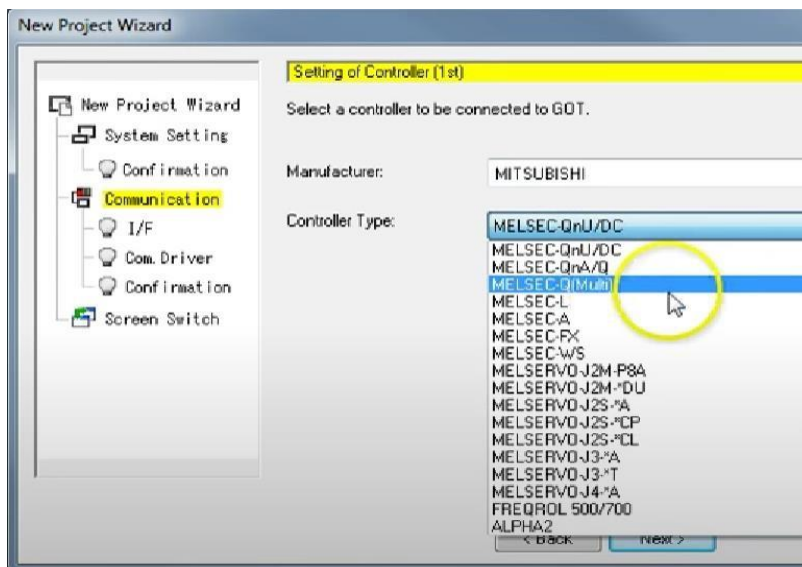 New Project Wizard
Setting of Controller (1st)
New Project Wizard
System Setting
Confirmation
Communication
I/F
Com. Driver
Confirmation
Screen Switch
Select a controller to be connected to GOT.
Manufacturer:
MITSUBISHI
Controller Type:
MELSEC-QnU/DC
MELSEC-QnU/DC
MELSEC-QnA/Q
MELSEC-Q(Multi)
MELSEC-L
MELSEC-A
MELSEC-FX
MELSEC-WS
MELSERVO-J2M-P8A
MELSERVO-J2M-*DU
MELSERVO-J2S-*A
MELSERVO-J2S-*CP
MELSERVO-J2S-*CL
MELSERVO-J3-*A
MELSERVO-J3-*T
MELSERVO-J4-*A
FREQROL 500/700
ALPHA2
< Back
Next >